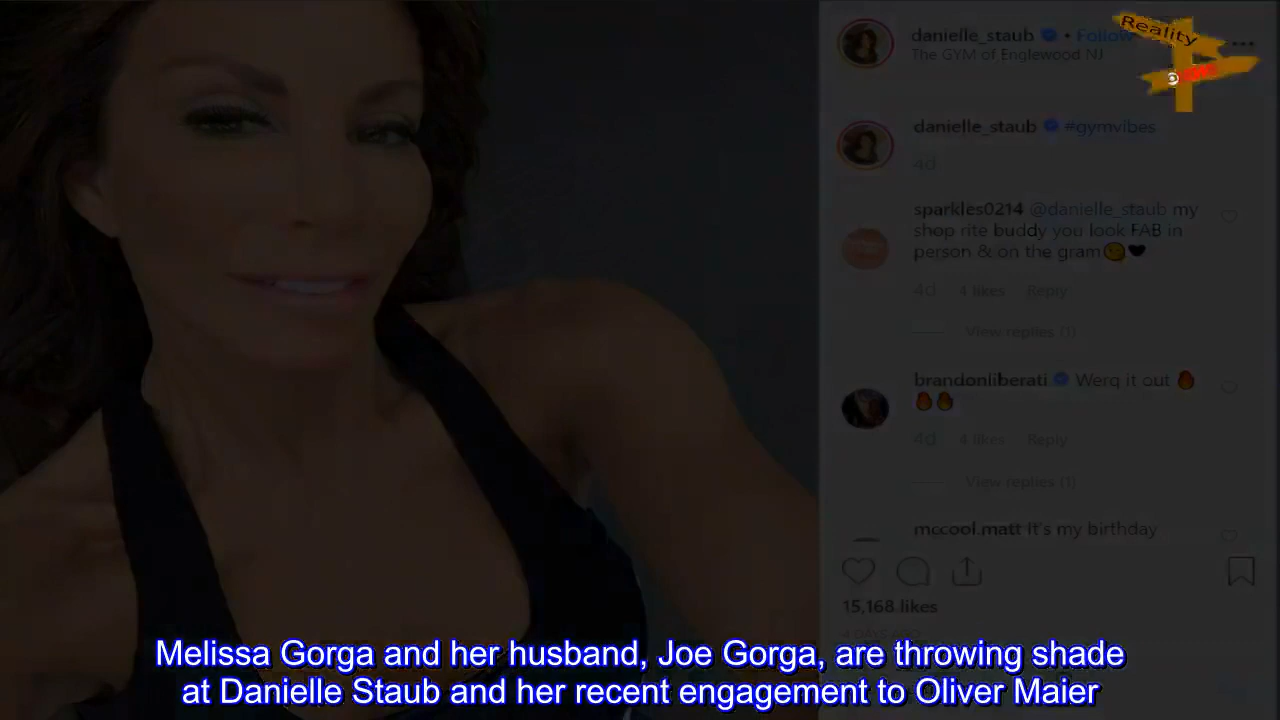 Reality
danielle_staub • Follow
The GYM of Englewood NJ
danielle_staub #gymvibes
4d
sparkles0214 @danielle_staub my
shop rite buddy you look FAB in
person & on the gram😉🖤
4d 4 likes Reply
View replies (1)
brandonliberati Werq it out 🔥
🔥🔥
4d 4 likes Reply
View replies (1)
mccool.matt It's my birthday
15,168 likes
4 DAYS AGO
Melissa Gorga and her husband, Joe Gorga, are throwing shade
at Danielle Staub and her recent engagement to Oliver Maier